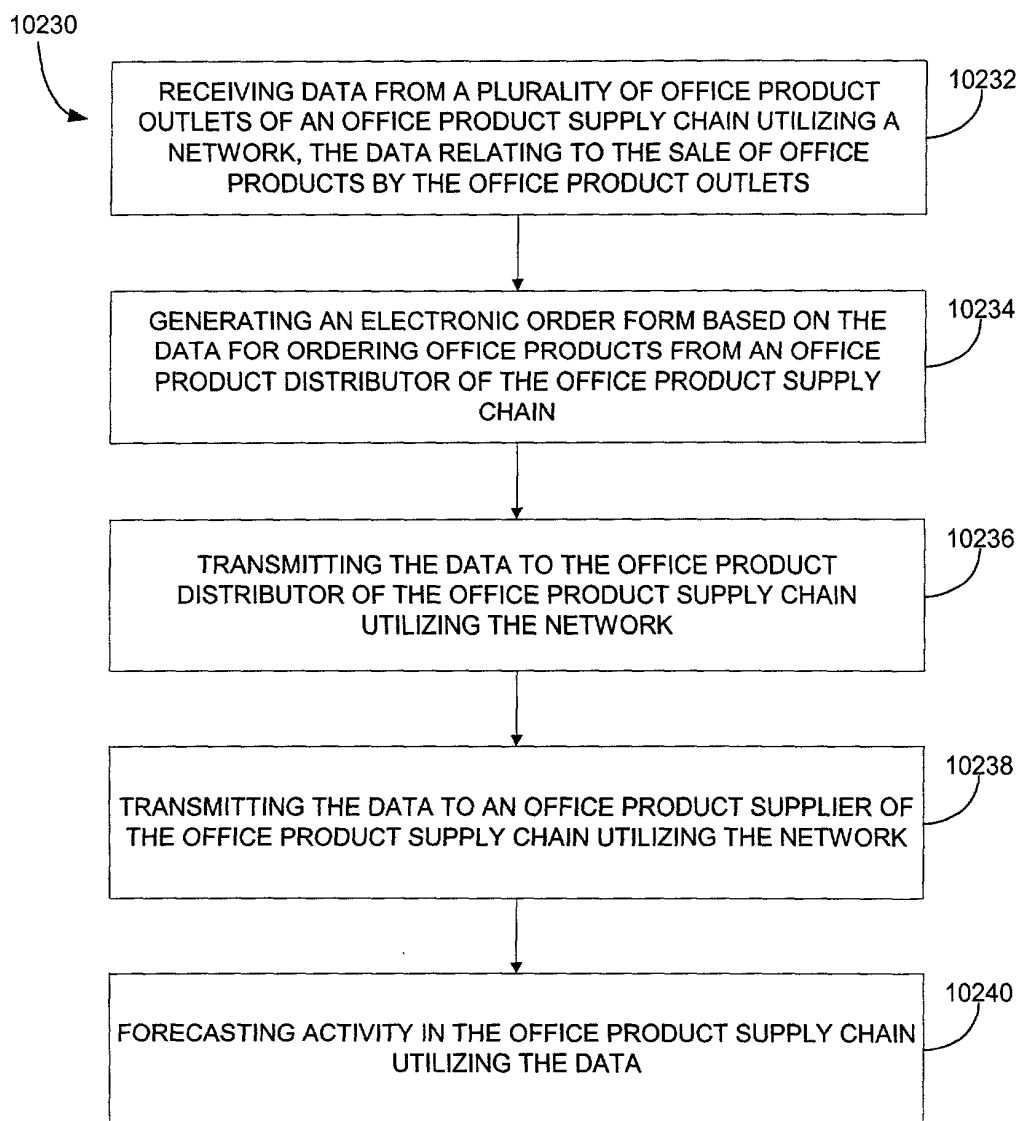 10230
10232
RECEIVING DATA FROM A PLURALITY OF OFFICE PRODUCT
OUTLETS OF AN OFFICE PRODUCT SUPPLY CHAIN UTILIZING A
NETWORK, THE DATA RELATING TO THE SALE OF OFFICE
PRODUCTS BY THE OFFICE PRODUCT OUTLETS
10234
GENERATING AN ELECTRONIC ORDER FORM BASED ON THE
DATA FOR ORDERING OFFICE PRODUCTS FROM AN OFFICE
PRODUCT DISTRIBUTOR OF THE OFFICE PRODUCT SUPPLY
CHAIN
10236
TRANSMITTING THE DATA TO THE OFFICE PRODUCT
DISTRIBUTOR OF THE OFFICE PRODUCT SUPPLY CHAIN
UTILIZING THE NETWORK
10238
TRANSMITTING THE DATA TO AN OFFICE PRODUCT SUPPLIER OF
THE OFFICE PRODUCT SUPPLY CHAIN UTILIZING THE NETWORK
10240
FORECASTING ACTIVITY IN THE OFFICE PRODUCT SUPPLY CHAIN
UTILIZING THE DATA